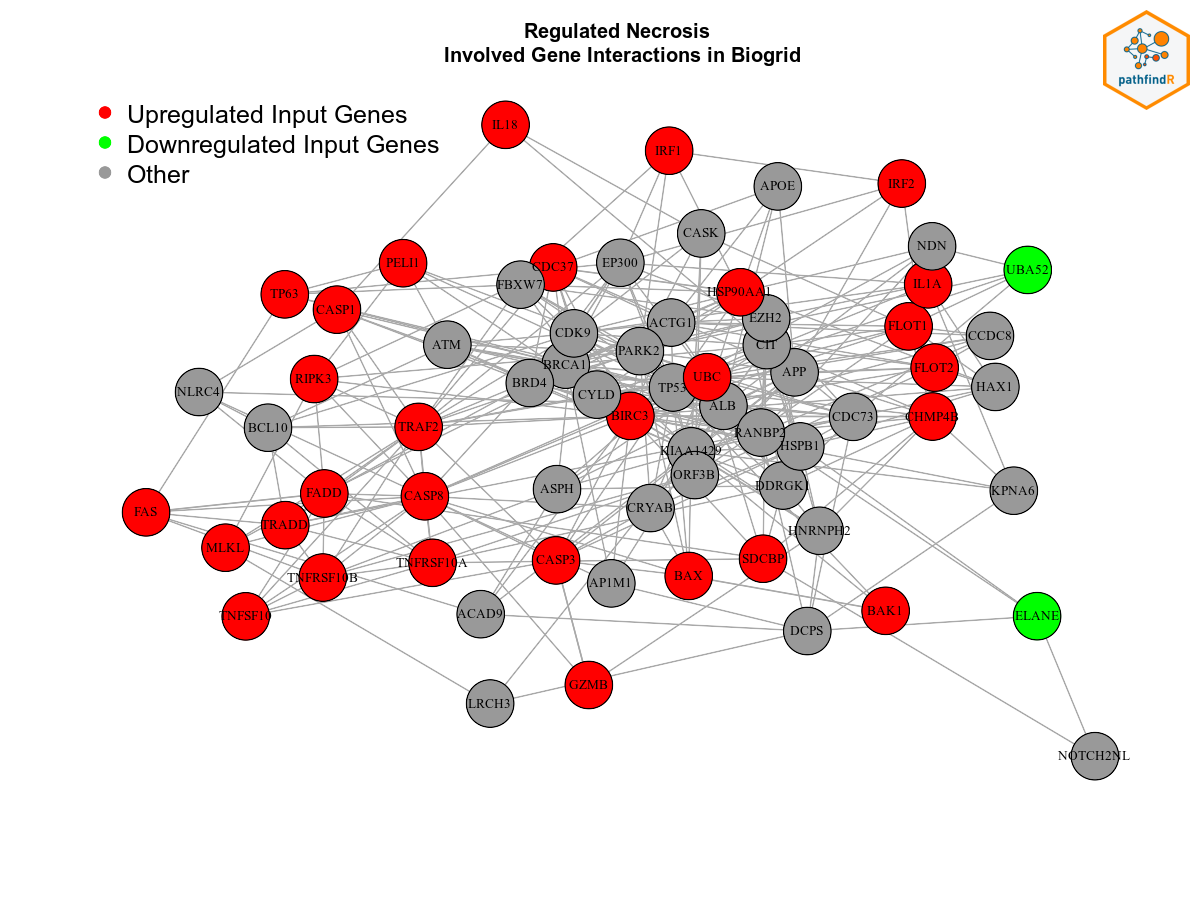 Regulated Necrosis
Involved Gene Interactions in Biogrid
pathfindR
Upregulated Input Genes
Downregulated Input Genes
Other
IL18
IRF1
IRF2
APOE
CASK
NDN
PELI1
CDC37
EP300
UBA52
FBXW7
IL1A
TP63
HSP90AA1
CASP1
ACTG1
EZH2
FLOT1
CCDC8
CDK9
ATM
PARK2
CIT
BRCA1
FLOT2
APP
RIPK3
UBC
BRD4
TP53
HAX1
NLRC4
CYLD
ALB
BIRC3
CDC73
CHMP4B
BCL10
TRAF2
RANBP2
HSPB1
KIAA1429
ORF3B
DDRGK1
ASPH
KPNA6
FADD
CASP8
CRYAB
FAS
TRADD
HNRNPH2
MLKL
CASP3
SDCBP
TNFRSF10A
TNFRSF10B
BAX
AP1M1
BAK1
ACAD9
TNFSF10
ELANE
DCPS
GZMB
LRCH3
NOTCH2NL